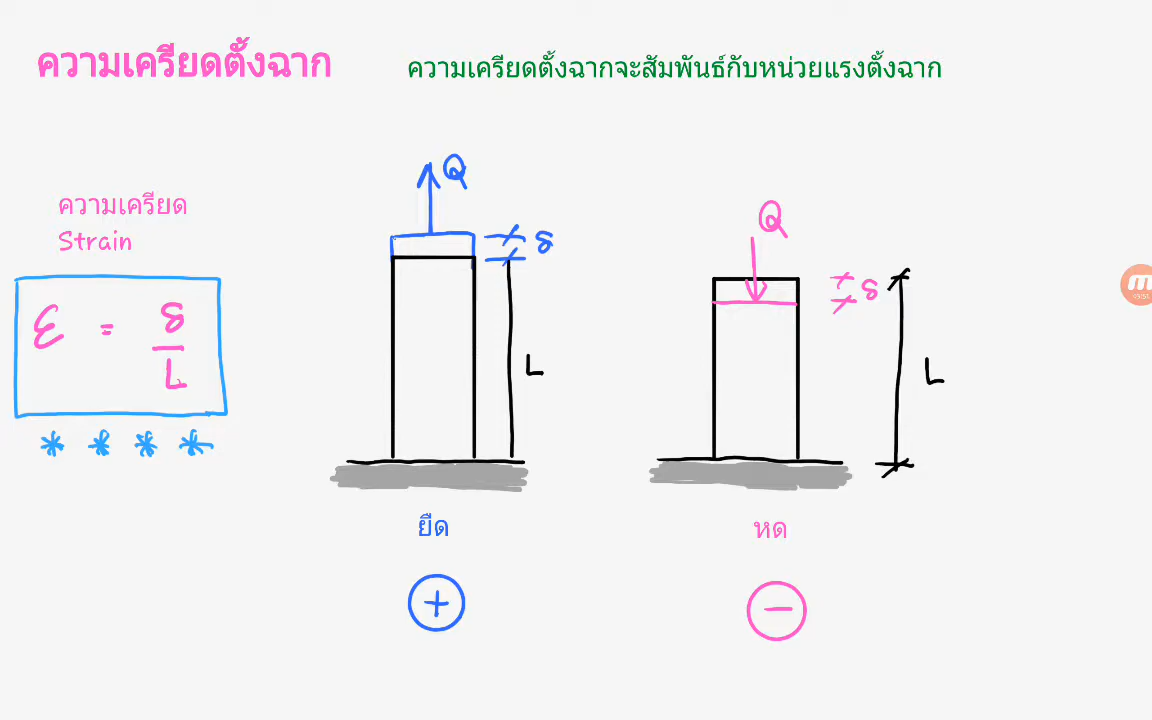 ความเครียดตั้งฉาก
ความเครียดตั้งฉากจะสัมพันธ์กับหน่วยแรงตั้งฉาก
ความเครียด
Strain
ε = δ/L
* * * *
Q
δ
L
ยืด
+
Q
δ
L
หด
−